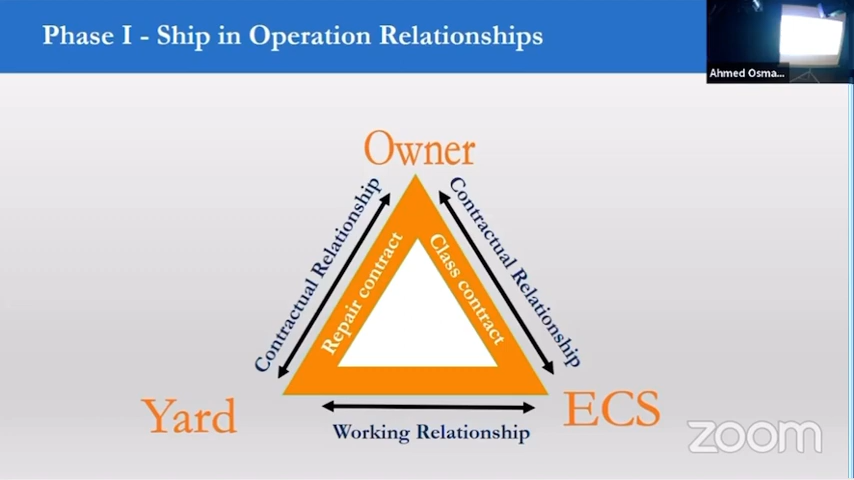 Phase I - Ship in Operation Relationships
Ahmed Osma...
Owner
Contractual Relationship
Repair contract
Class contract
Contractual Relationship
Yard
ECS
Working Relationship
zoom